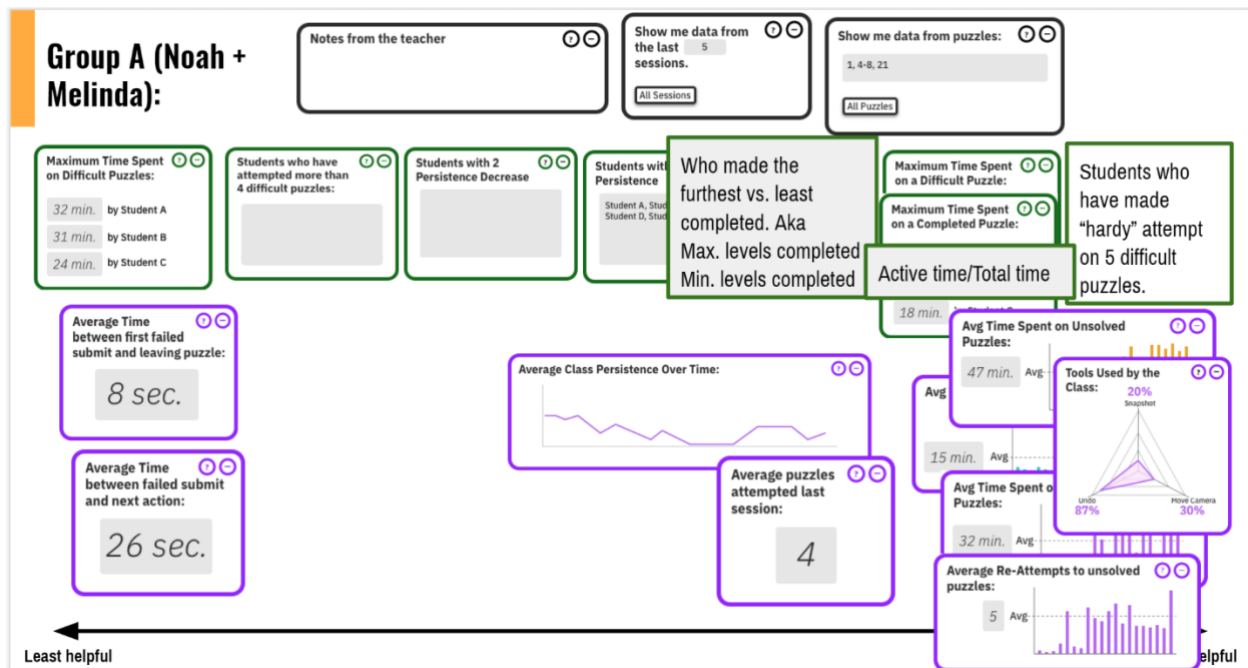 Group A (Noah +
Melinda):
Notes from the teacher
? −
Show me data from
the last 5
sessions.
? −
All Sessions
Show me data from puzzles:
? −
1, 4-8, 21
All Puzzles
Maximum Time Spent
on Difficult Puzzles:
? −
32 min. by Student A
31 min. by Student B
24 min. by Student C
Students who have
attempted more than
4 difficult puzzles:
? −
Students with 2
Persistence Decrease
? −
Students with
Persistence
Student A,
Student D,
Who made the
furthest vs. least
completed. Aka
Max. levels completed
Min. levels completed
Maximum Time Spent
on a Difficult Puzzle:
? −
Maximum Time Spent
on a Completed Puzzle:
? −
Active time/Total time
18 min.
Students who
have made
“hardy” attempt
on 5 difficult
puzzles.
Average Time
between first failed
submit and leaving puzzle:
? −
8 sec.
Average Time
between failed submit
and next action:
? −
26 sec.
Average Class Persistence Over Time:
? −
Average puzzles
attempted last
session:
? −
4
Avg Time Spent on Unsolved
Puzzles:
? −
47 min. Avg
Tools Used by the
Class:
? −
20%
Snapshot
Undo
87%
Move Camera
30%
Avg
15 min. Avg
Avg Time Spent
Puzzles:
32 min. Avg
Average Re-Attempts to unsolved
puzzles:
? −
5 Avg
Least helpful